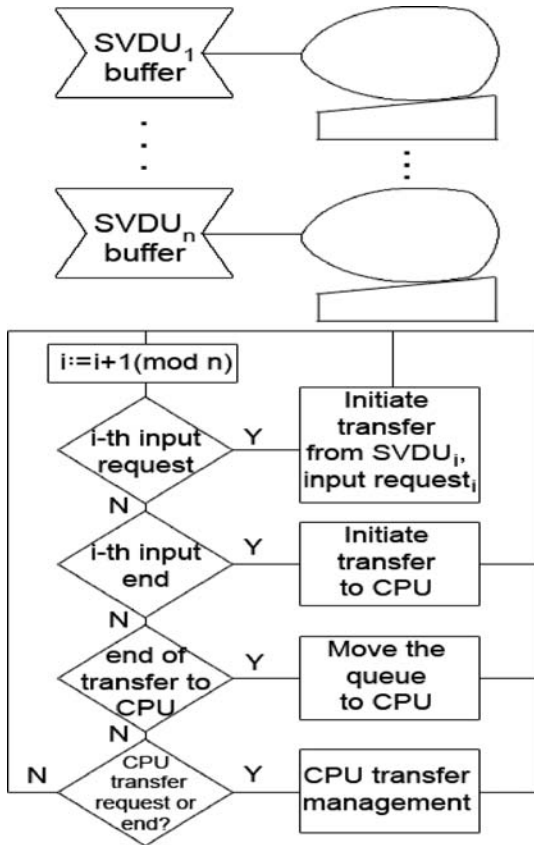 SVDU1
buffer
SVDUn
buffer
i:=i+1(mod n)
i-th input
request
Y
Initiate
transfer
from SVDUi,
input requesti
N
i-th input
end
Y
Initiate
transfer
to CPU
N
end of
transfer to
CPU
Y
Move the
queue
to CPU
N
N
CPU
transfer
request or
end?
Y
CPU transfer
management